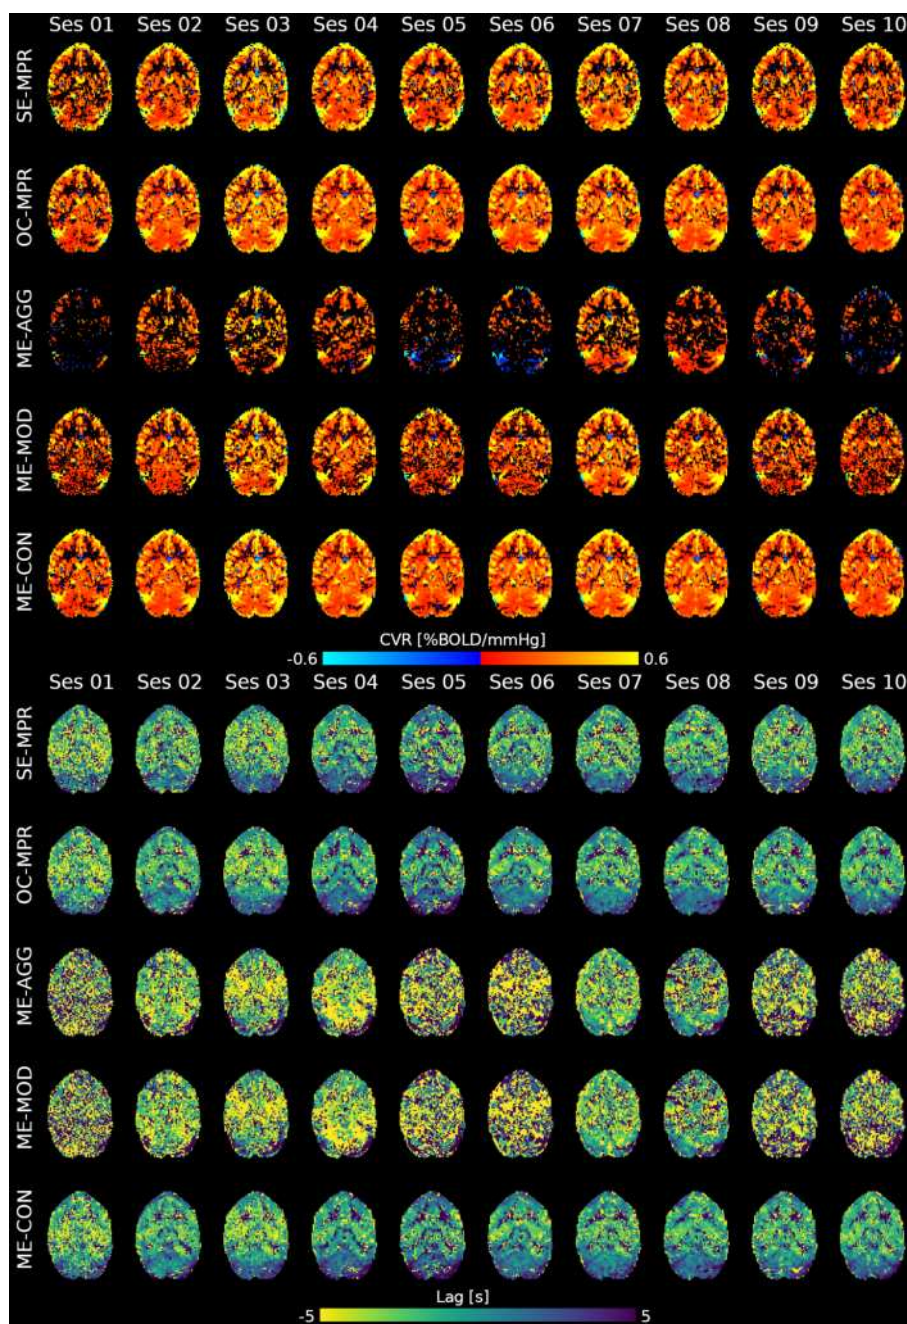 Ses 01 Ses 02 Ses 03 Ses 04 Ses 05 Ses 06 Ses 07 Ses 08 Ses 09 Ses 10
SE-MPR
OC-MPR
ME-AGG
ME-MOD
ME-CON
CVR [%BOLD/mmHg]
-0.6 0.6
Ses 01 Ses 02 Ses 03 Ses 04 Ses 05 Ses 06 Ses 07 Ses 08 Ses 09 Ses 10
SE-MPR
OC-MPR
ME-AGG
ME-MOD
ME-CON
Lag [s]
-5 5